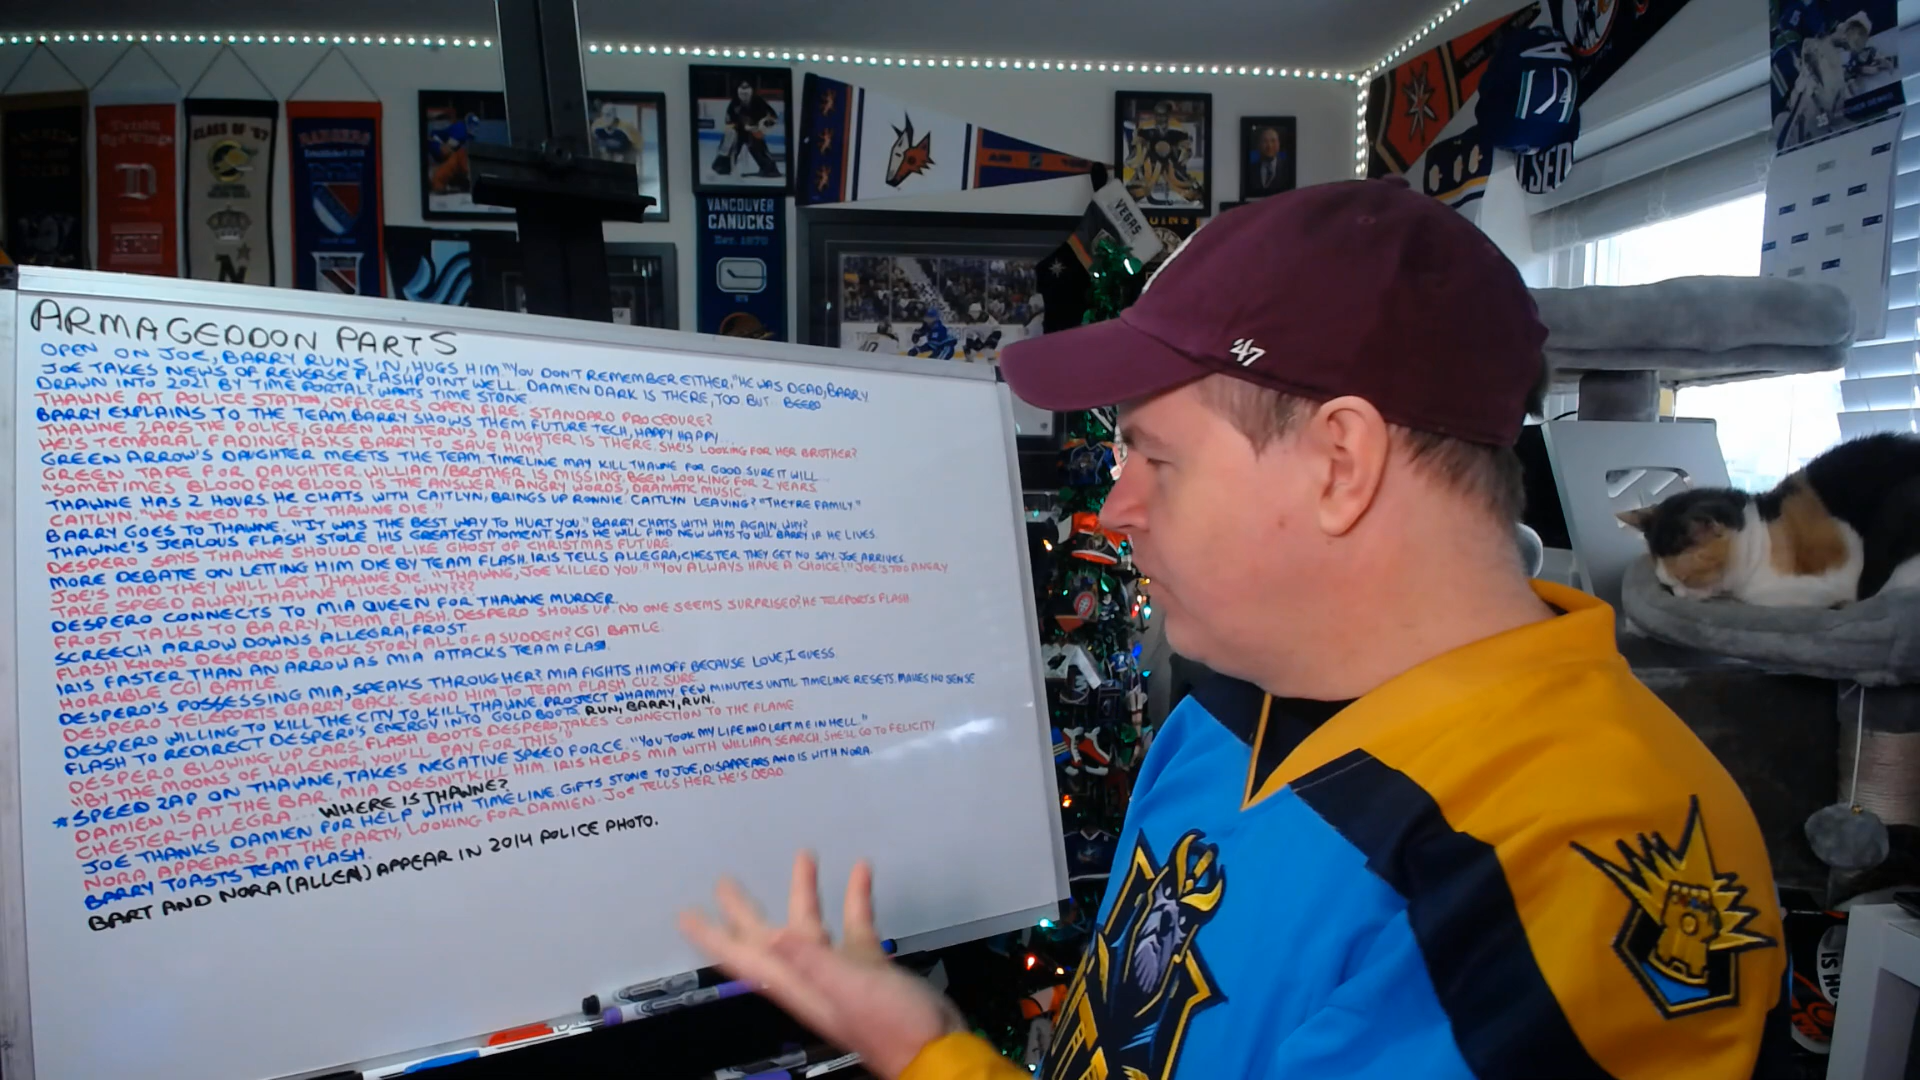 RANGERS
CLASS OF '67
VANCOUVER
CANUCKS
Est. 1970
VEGAS
'47
ARMAGEDDON PARTS
OPEN ON JOE, BARRY RUNS IN, HUGS HIM. "YOU DON'T REMEMBER EITHER." HE WAS DEAD, BARRY
JOE TAKES NEWS OF REVERSE FLASHPOINT WELL. DAMIEN DARK IS THERE, TOO BUT... BEEBO
DRAWN INTO 2021 BY TIME PORTAL? WANTS TIME STONE.
THAWNE AT POLICE STATION, OFFICERS OPEN FIRE. STANDARD PROCEDURE?
BARRY EXPLAINS TO THE TEAM. BARRY SHOWS THEM FUTURE TECH, HAPPY HAPPY...
THAWNE ZAPS THE POLICE, GREEN LANTERN'S DAUGHTER IS THERE. SHE'S LOOKING FOR HER BROTHER?
HE'S TEMPORAL FADING? ASKS BARRY TO SAVE HIM?
GREEN ARROW'S DAUGHTER MEETS THE TEAM. TIMELINE MAY KILL THAWNE FOR GOOD. SURE IT WILL...
GREEN TAPE FOR DAUGHTER. WILLIAM/BROTHER IS MISSING. BEEN LOOKING FOR 2 YEARS
"SOMETIMES BLOOD FOR BLOOD IS THE ANSWER." ANGRY WORDS, DRAMATIC MUSIC.
THAWNE HAS 2 HOURS. HE CHATS WITH CAITLYN, BRINGS UP RONNIE. CAITLYN LEAVING? "THEY'RE FAMILY"
CAITLYN. "WE NEED TO LET THAWNE DIE."
BARRY GOES TO THAWNE. "IT WAS THE BEST WAY TO HURT YOU." BARRY CHATS WITH HIM AGAIN. WHY?
THAWNE'S JEALOUS FLASH STOLE HIS GREATEST MOMENT. SAYS HE WILL FIND NEW WAYS TO KILL BARRY IF HE LIVES.
DESPERO SAYS THAWNE SHOULD DIE LIKE GHOST OF CHRISTMAS FUTURE.
MORE DEBATE ON LETTING HIM DIE BY TEAM FLASH. IRIS TELLS ALLEGRA, CHESTER THEY GET NO SAY. JOE ARRIVES.
JOE'S MAD THEY WILL LET THAWNE DIE. "THAWNE, JOE KILLED YOU." "YOU ALWAYS HAVE A CHOICE!" JOE'S TOO ANGRY
TAKE SPEED AWAY, THAWNE LIVES. WHY???
DESPERO CONNECTS TO MIA QUEEN FOR THAWNE MURDER.
FROST TALKS TO BARRY, TEAM FLASH. DESPERO SHOWS UP. NO ONE SEEMS SURPRISED? HE TELEPORTS FLASH
SCREECH ARROW DOWNS ALLEGRA, FROST
FLASH KNOWS DESPERO'S BACK STORY ALL OF A SUDDEN? CGI BATTLE.
IRIS FASTER THAN AN ARROW AS MIA ATTACKS TEAM FLASH
HORRIBLE CGI BATTLE.
DESPERO'S POSSESSING MIA, SPEAKS THROUGH HER? MIA FIGHTS HIM OFF BECAUSE LOVE, I GUESS
DESPERO TELEPORTS BARRY BACK. SEND HIM TO TEAM FLASH CUZ SURE
DESPERO WILLING TO KILL THE CITY TO KILL THAWNE. PROJECT WHAMMY. FEW MINUTES UNTIL TIMELINE RESETS. MAKES NO SENSE
FLASH TO REDIRECT DESPERO'S ENERGY INTO GOLD BOOTS. RUN, BARRY, RUN.
DESPERO BLOWING UP CARS. FLASH BOOTS DESPERO, TAKES CONNECTION TO THE FLAME
"BY THE MOONS OF KALENOR, YOU'LL PAY FOR THIS."
*SPEED ZAP ON THAWNE, TAKES NEGATIVE SPEED FORCE. "YOU TOOK MY LIFE AND LEFT ME IN HELL."
DAMIEN IS AT THE BAR. MIA DOESN'T KILL HIM. IRIS HELPS MIA WITH WILLIAM SEARCH. SHE'LL GO TO FELICITY
CHESTER-ALLEGRA... WHERE IS THAWNE?
JOE THANKS DAMIEN FOR HELP WITH TIMELINE. GIFTS STONE TO JOE, DISAPPEARS AND IS WITH NORA.
NORA APPEARS AT THE PARTY, LOOKING FOR DAMIEN. JOE TELLS HER HE'S DEAD
BARRY TOASTS TEAM FLASH.
BART AND NORA (ALLEN) APPEAR IN 2014 POLICE PHOTO.